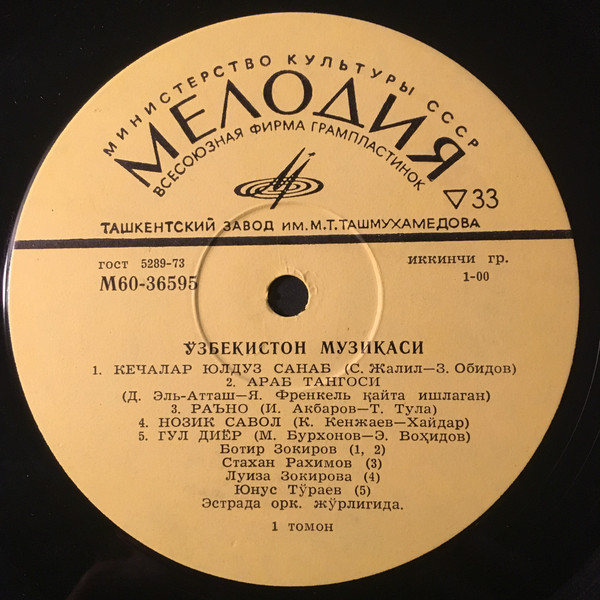 МИНИСТЕРСТВО КУЛЬТУРЫ СССР
МЕЛОДИЯ
ВСЕСОЮЗНАЯ ФИРМА ГРАМПЛАСТИНОК
33
ТАШКЕНТСКИЙ ЗАВОД ИМ. М.Т.ТАШМУХАМЕДОВА
гост 5289-73
иккинчи гр.
М60-36595
1-00
ӮЗБЕҚИСТОН МУЗИҚАСИ
1. КЕЧАЛАР ЮЛДУЗ САНАБ (С. Жалил—З. Обидов)
2. АРАБ ТАНГОСИ
(Д. Эль-Атташ—Я. Френкель қайта ишлаган)
3. РАЪНО (И. Акбаров—Т. Тула)
4. НОЗИК САВОЛ (К. Кенжаев—Хайдар)
5. ГУЛ ДИЁР (М. Бурхонов—Э. Воҳидов)
Ботир Зокиров (1, 2)
Стахан Рахимов (3)
Луиза Зокирова (4)
Юнус Тўраев (5)
Эстрада орк. жўрлигида.
1 томон